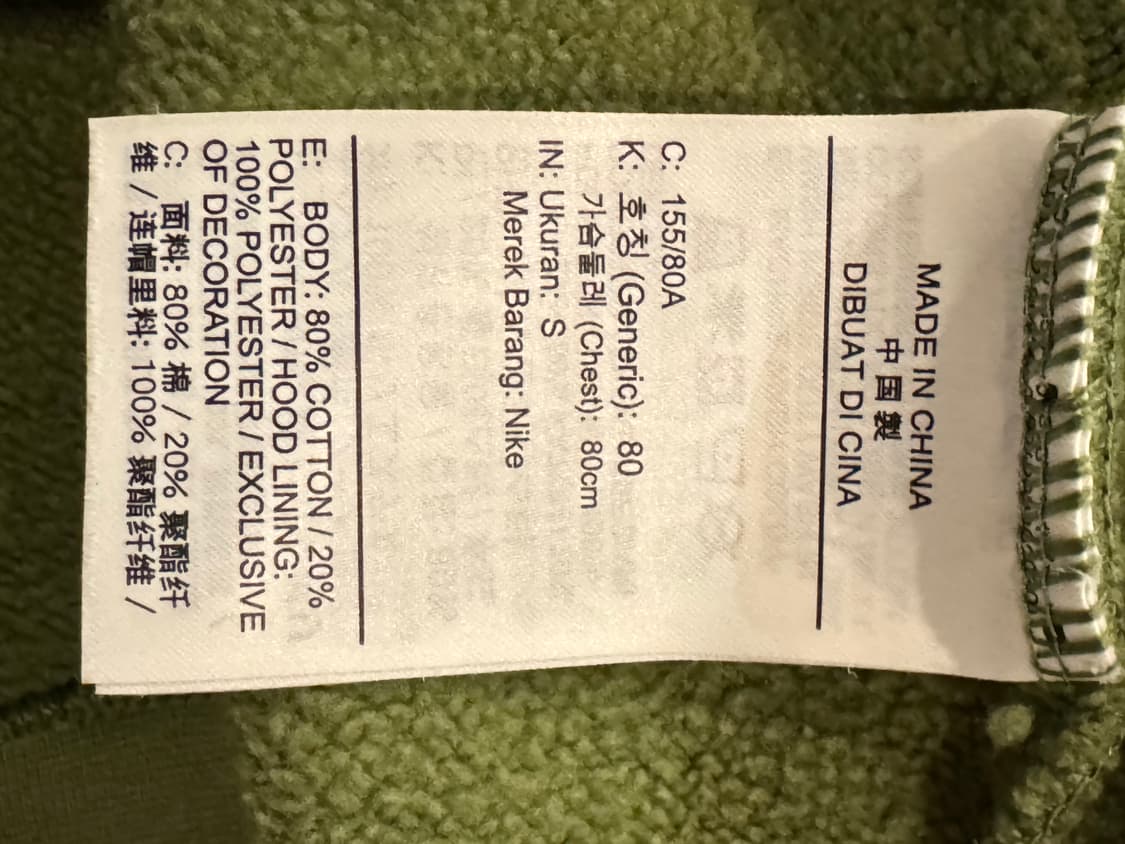 MADE IN CHINA
中国製
DIBUAT DI CINA
C: 155/80A
K: 호칭 (Generic): 80
가슴둘레 (Chest): 80cm
IN: Ukuran: S
Merek Barang: Nike
E: BODY: 80% COTTON / 20%
POLYESTER / HOOD LINING:
100% POLYESTER / EXCLUSIVE
OF DECORATION
C: 面料: 80% 棉 / 20% 聚酯纤
维 / 连帽里料: 100% 聚酯纤维 /